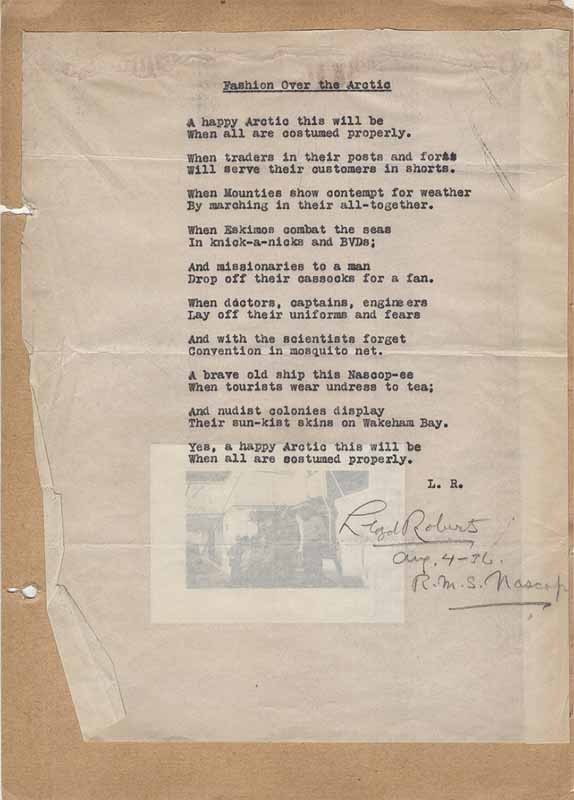 Fashion Over the Arctic
A happy Arctic this will be
When all are costumed properly.
When traders in their posts and forts
Will serve their customers in shorts.
When Mounties show contempt for weather
By marching in their all-together.
When Eskimos combat the seas
In knick-a-nicks and BVDs;
And missionaries to a man
Drop off their cassocks for a fan.
When doctors, captains, engineers
Lay off their uniforms and fears
And with the scientists forget
Convention in mosquito net.
A brave old ship this Nascop-ee
When tourists wear undress to tea;
And nudist colonies display
Their sun-kist skins on Wakeham Bay.
Yes, a happy Arctic this will be
When all are costumed properly.
L. R.
Lloyd Roberts
Aug. 4-36.
R.M.S. Nascop